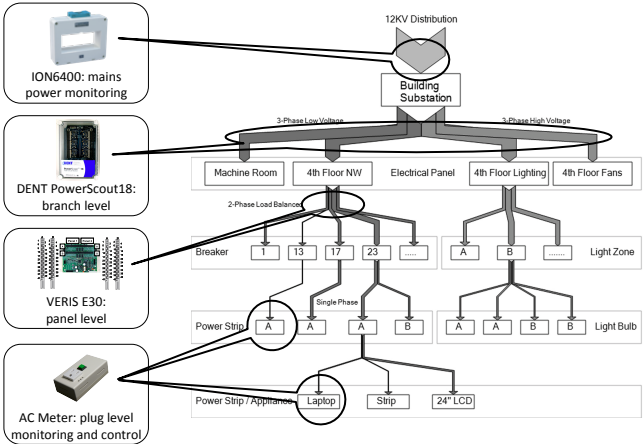 12KV Distribution
ION6400: mains
power monitoring
Building
Substation
3-Phase Low Voltage
3-Phase High Voltage
DENT PowerScout18:
branch level
Machine Room
4th Floor NW
Electrical Panel
4th Floor Lighting
4th Floor Fans
2-Phase Load Balanced
Breaker
1
13
17
23
.....
A
B
.......
Light Zone
VERIS E30:
panel level
Single Phase
Power Strip
A
A
A
B
A
A
B
B
Light Bulb
AC Meter: plug level
monitoring and control
Power Strip / Appliance
Laptop
Strip
24" LCD